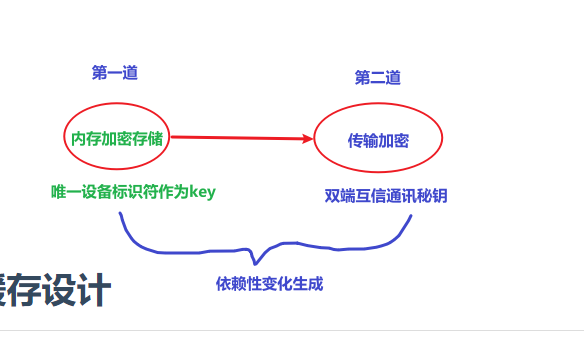 第一道
第二道
内存加密存储
传输加密
唯一设备标识符作为key
双端互信通讯秘钥
依赖性变化生成
存设计